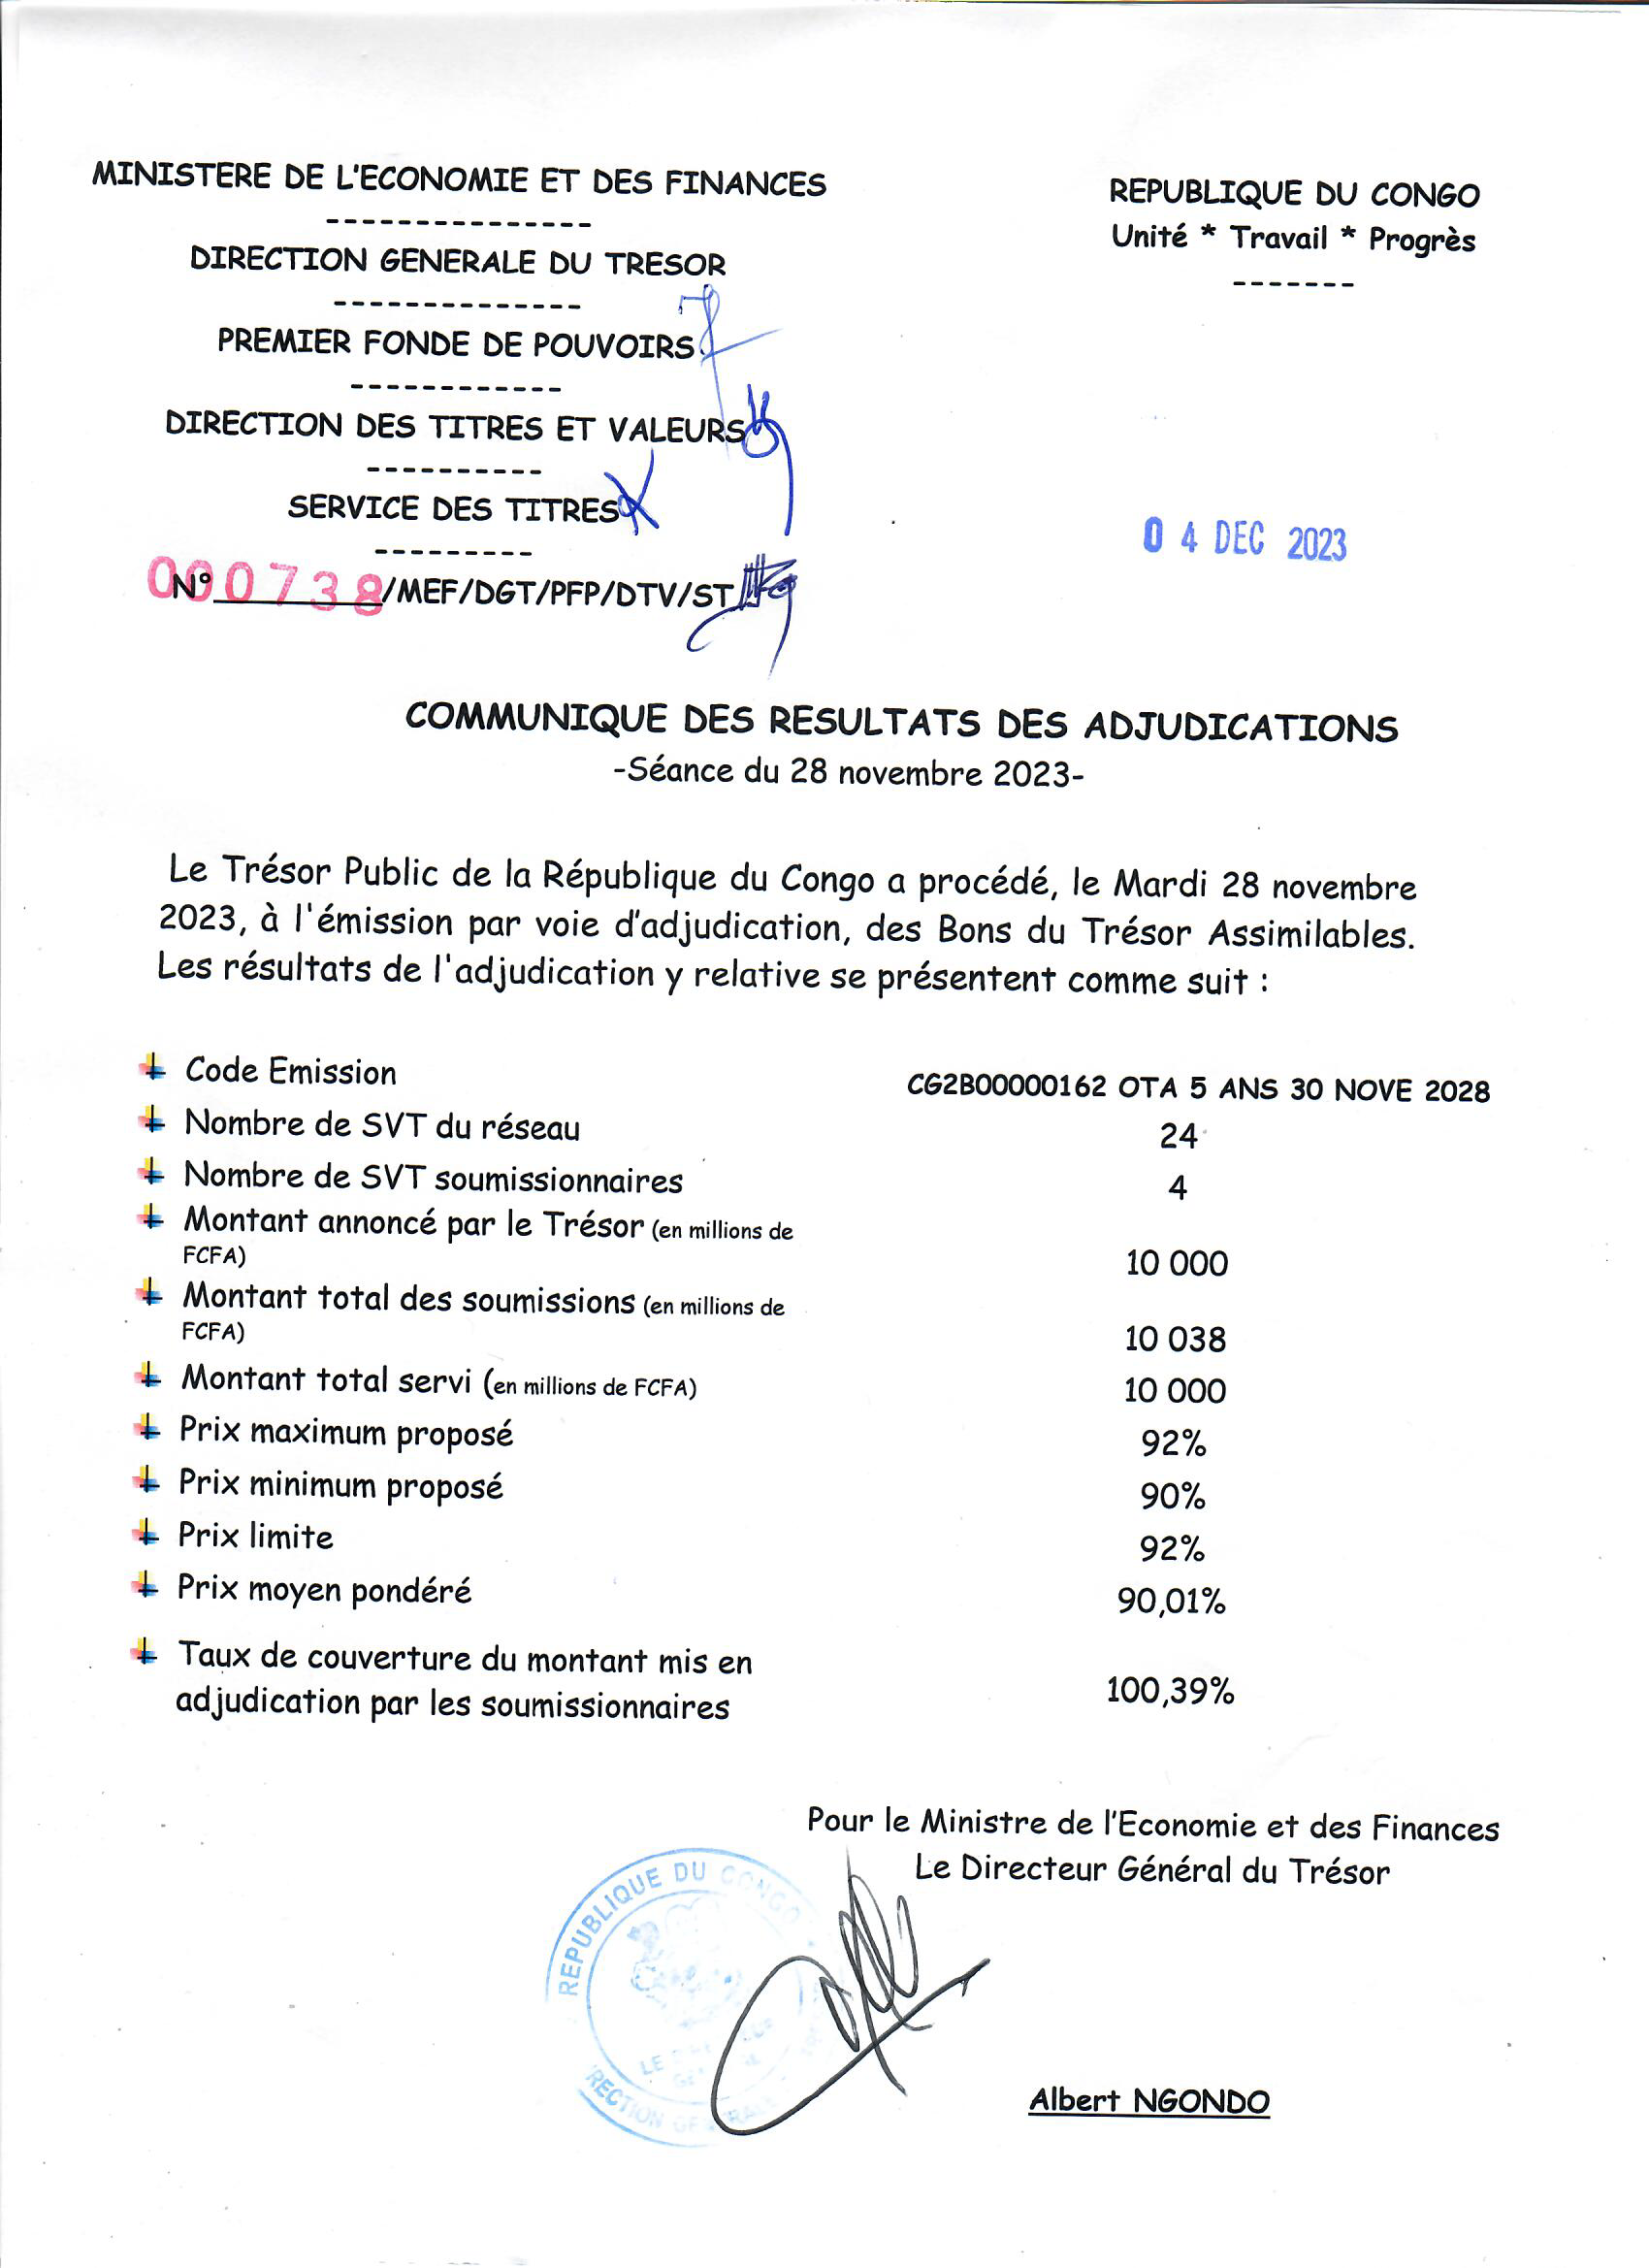 MINISTERE DE L'ECONOMIE ET DES FINANCES
---------------
DIRECTION GENERALE DU TRESOR
--------------
PREMIER FONDE DE POUVOIRS
------------
DIRECTION DES TITRES ET VALEURS
----------
SERVICE DES TITRES
---------
N° 000738/MEF/DGT/PFP/DTV/ST
REPUBLIQUE DU CONGO
Unité * Travail * Progrès
-------
04 DEC 2023
COMMUNIQUE DES RESULTATS DES ADJUDICATIONS
-Séance du 28 novembre 2023-
Le Trésor Public de la République du Congo a procédé, le Mardi 28 novembre
2023, à l'émission par voie d'adjudication, des Bons du Trésor Assimilables.
Les résultats de l'adjudication y relative se présentent comme suit :
Code Emission CG2B00000162 OTA 5 ANS 30 NOVE 2028
Nombre de SVT du réseau 24
Nombre de SVT soumissionnaires 4
Montant annoncé par le Trésor (en millions de
FCFA) 10 000
Montant total des soumissions (en millions de
FCFA) 10 038
Montant total servi (en millions de FCFA) 10 000
Prix maximum proposé 92%
Prix minimum proposé 90%
Prix limite 92%
Prix moyen pondéré 90,01%
Taux de couverture du montant mis en
adjudication par les soumissionnaires 100,39%
Pour le Ministre de l'Economie et des Finances
Le Directeur Général du Trésor
REPUBLIQUE DU CONGO
Albert NGONDO